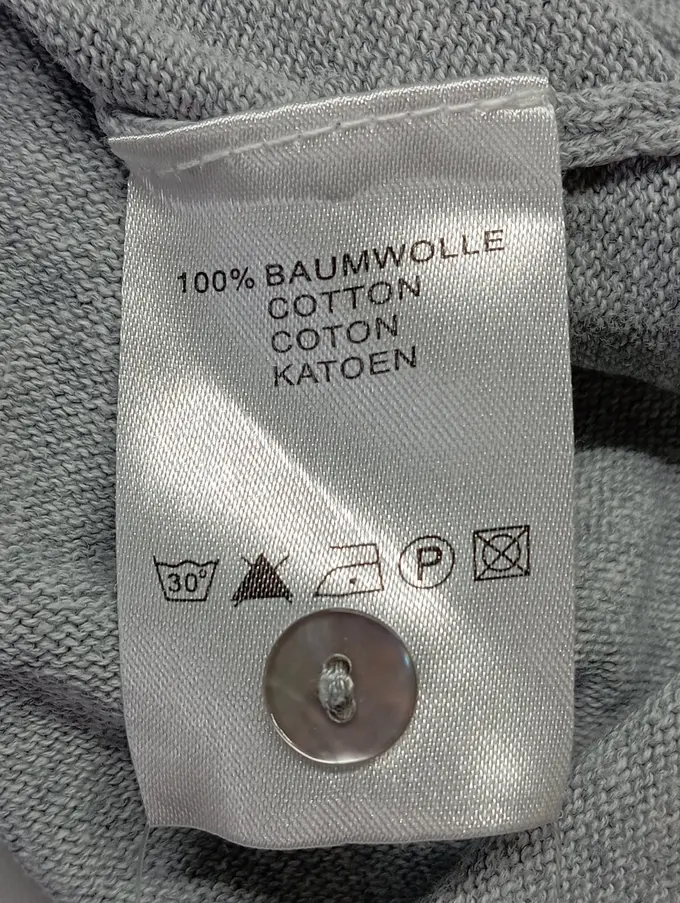 100% BAUMWOLLE
COTTON
COTON
KATOEN
30°
P